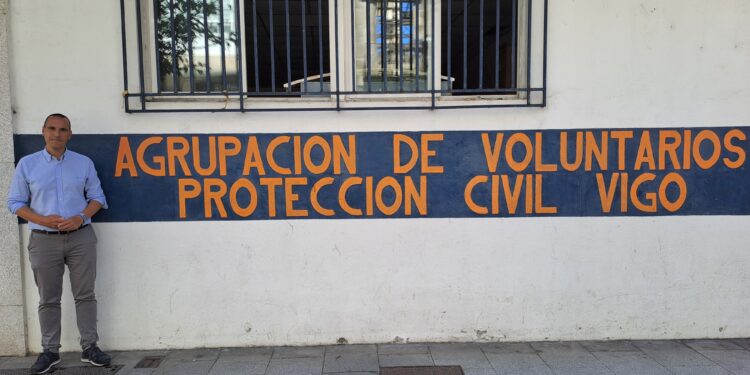 AGRUPACION DE VOLUNTARIOS
PROTECCION CIVIL VIGO